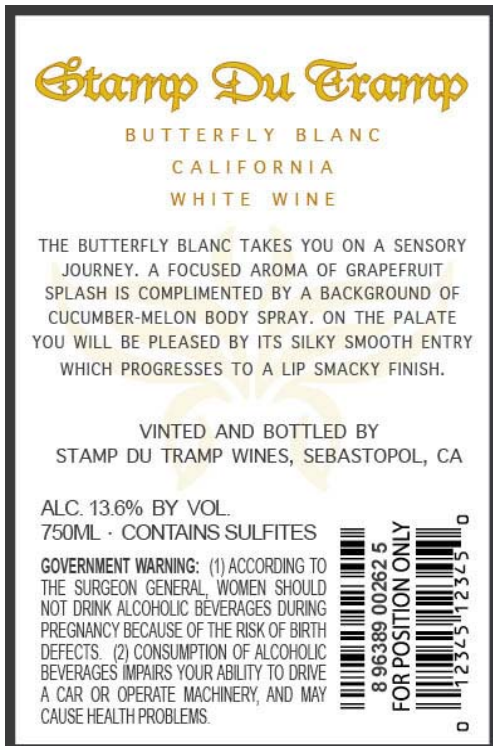 Stamp Du Tramp
BUTTERFLY BLANC
CALIFORNIA
WHITE WINE
THE BUTTERFLY BLANC TAKES YOU ON A SENSORY
JOURNEY. A FOCUSED AROMA OF GRAPEFRUIT
SPLASH IS COMPLIMENTED BY A BACKGROUND OF
CUCUMBER-MELON BODY SPRAY. ON THE PALATE
YOU WILL BE PLEASED BY ITS SILKY SMOOTH ENTRY
WHICH PROGRESSES TO A LIP SMACKY FINISH.
VINTED AND BOTTLED BY
STAMP DU TRAMP WINES, SEBASTOPOL, CA
ALC. 13.6% BY VOL.
750ML · CONTAINS SULFITES
GOVERNMENT WARNING: (1) ACCORDING TO
THE SURGEON GENERAL, WOMEN SHOULD
NOT DRINK ALCOHOLIC BEVERAGES DURING
PREGNANCY BECAUSE OF THE RISK OF BIRTH
DEFECTS. (2) CONSUMPTION OF ALCOHOLIC
BEVERAGES IMPAIRS YOUR ABILITY TO DRIVE
A CAR OR OPERATE MACHINERY, AND MAY
CAUSE HEALTH PROBLEMS.
8 96389 00262 5
FOR POSITION ONLY
0 12345 12345 0